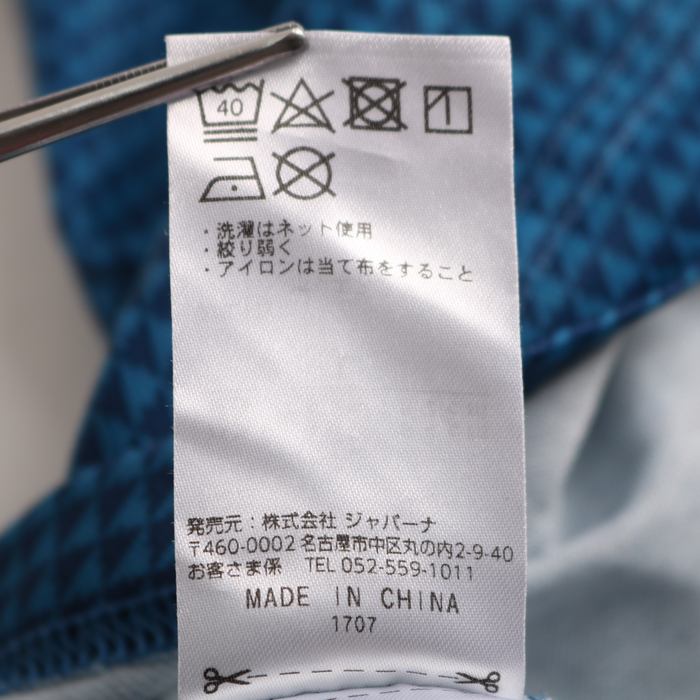 40
・洗濯はネット使用
・絞り弱く
・アイロンは当て布をすること
発売元：株式会社 ジャパーナ
〒460-0002 名古屋市中区丸の内2-9-40
お客さま係 TEL 052-559-1011
MADE IN CHINA
1707